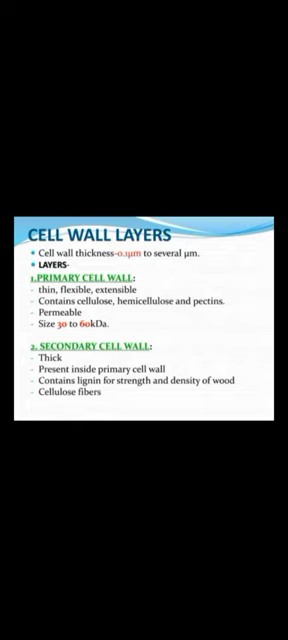 CELL WALL LAYERS
• Cell wall thickness-0.1µm to several µm.
• LAYERS-
1.PRIMARY CELL WALL:
- thin, flexible, extensible
- Contains cellulose, hemicellulose and pectins.
- Permeable
- Size 30 to 60kDa.
2. SECONDARY CELL WALL:
- Thick
- Present inside primary cell wall
- Contains lignin for strength and density of wood
- Cellulose fibers